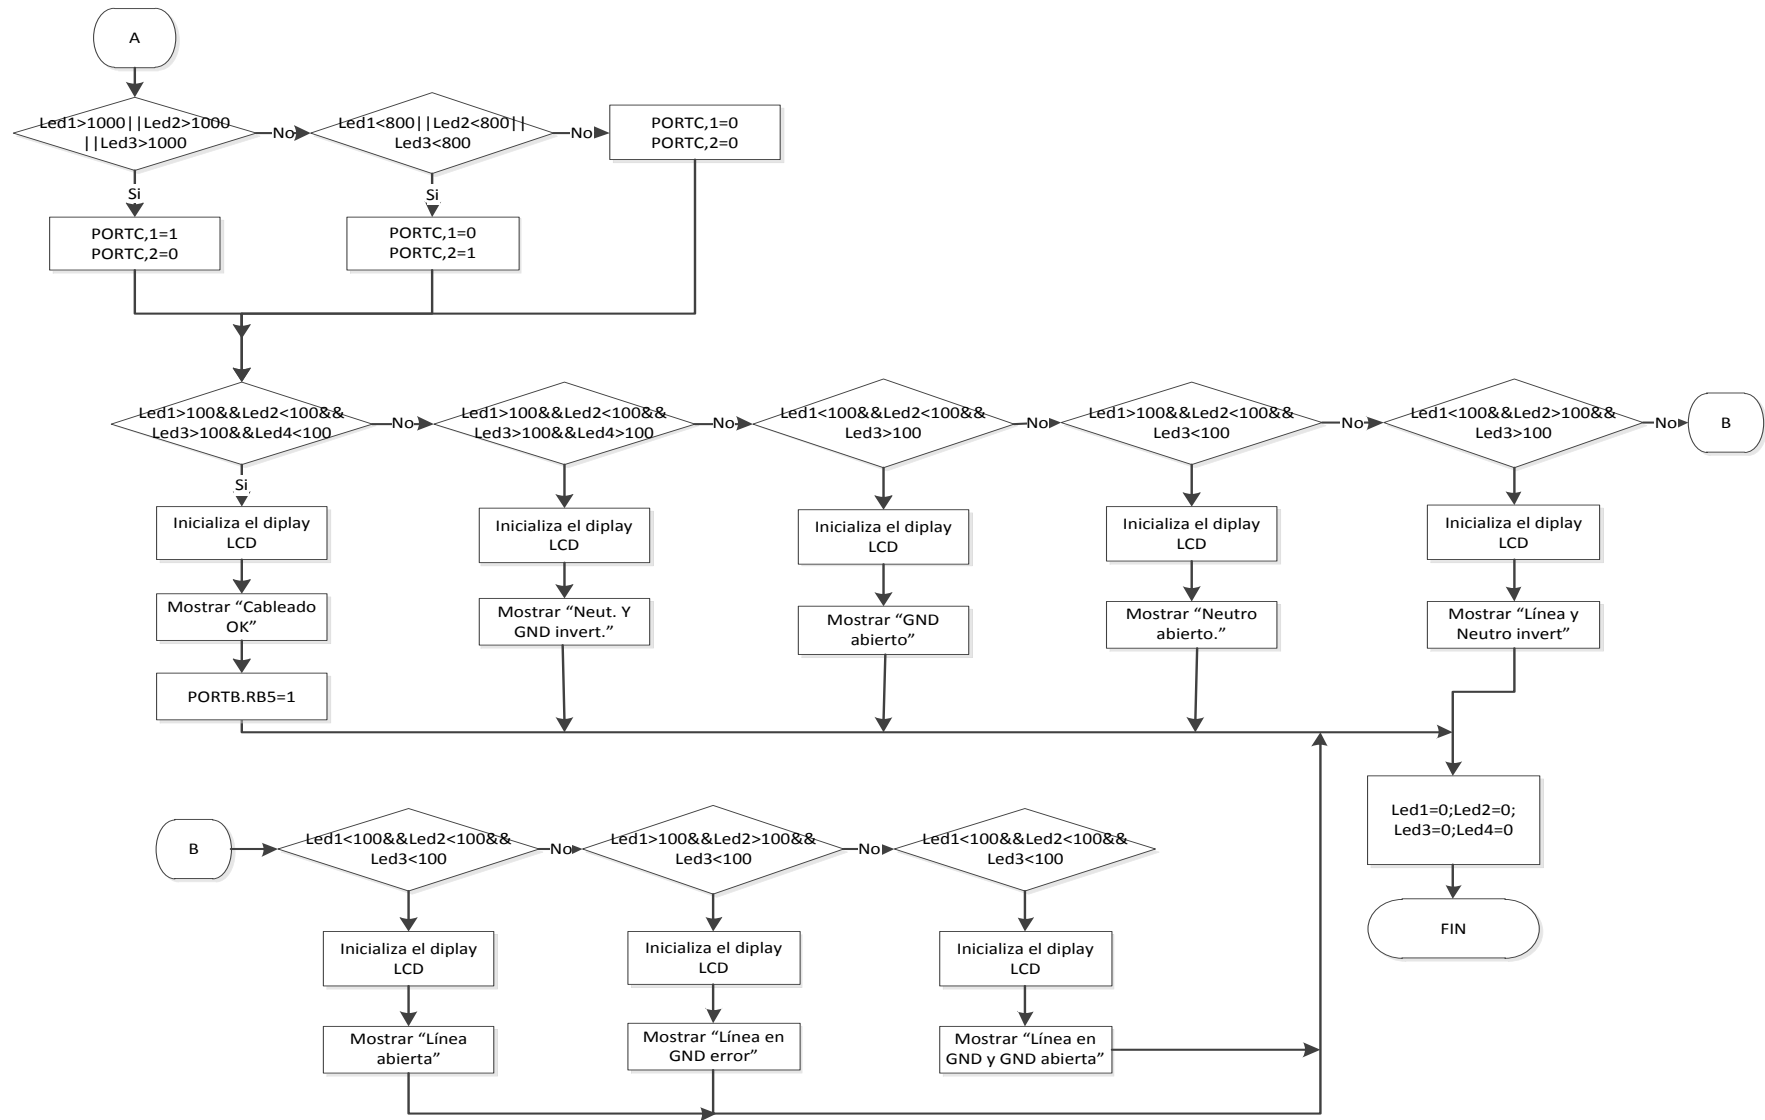 A
Led1>1000||Led2>1000
||Led3>1000
No
Led1<800||Led2<800||
Led3<800
No
PORTC,1=0
PORTC,2=0
Si
Si
PORTC,1=1
PORTC,2=0
PORTC,1=0
PORTC,2=1
Led1>100&&Led2<100&&
Led3>100&&Led4<100
No
Led1>100&&Led2<100&&
Led3>100&&Led4>100
No
Led1<100&&Led2<100&&
Led3>100
No
Led1>100&&Led2<100&&
Led3<100
No
Led1<100&&Led2>100&&
Led3>100
No
B
Si
Inicializa el diplay
LCD
Inicializa el diplay
LCD
Inicializa el diplay
LCD
Inicializa el diplay
LCD
Inicializa el diplay
LCD
Mostrar “Cableado
OK”
Mostrar “Neut. Y
GND invert.”
Mostrar “GND
abierto”
Mostrar “Neutro
abierto.”
Mostrar “Línea y
Neutro invert”
PORTB.RB5=1
Led1=0;Led2=0;
Led3=0;Led4=0
FIN
B
Led1<100&&Led2<100&&
Led3<100
No
Led1>100&&Led2>100&&
Led3<100
No
Led1<100&&Led2<100&&
Led3<100
Inicializa el diplay
LCD
Inicializa el diplay
LCD
Inicializa el diplay
LCD
Mostrar “Línea
abierta”
Mostrar “Línea en
GND error”
Mostrar “Línea en
GND y GND abierta”